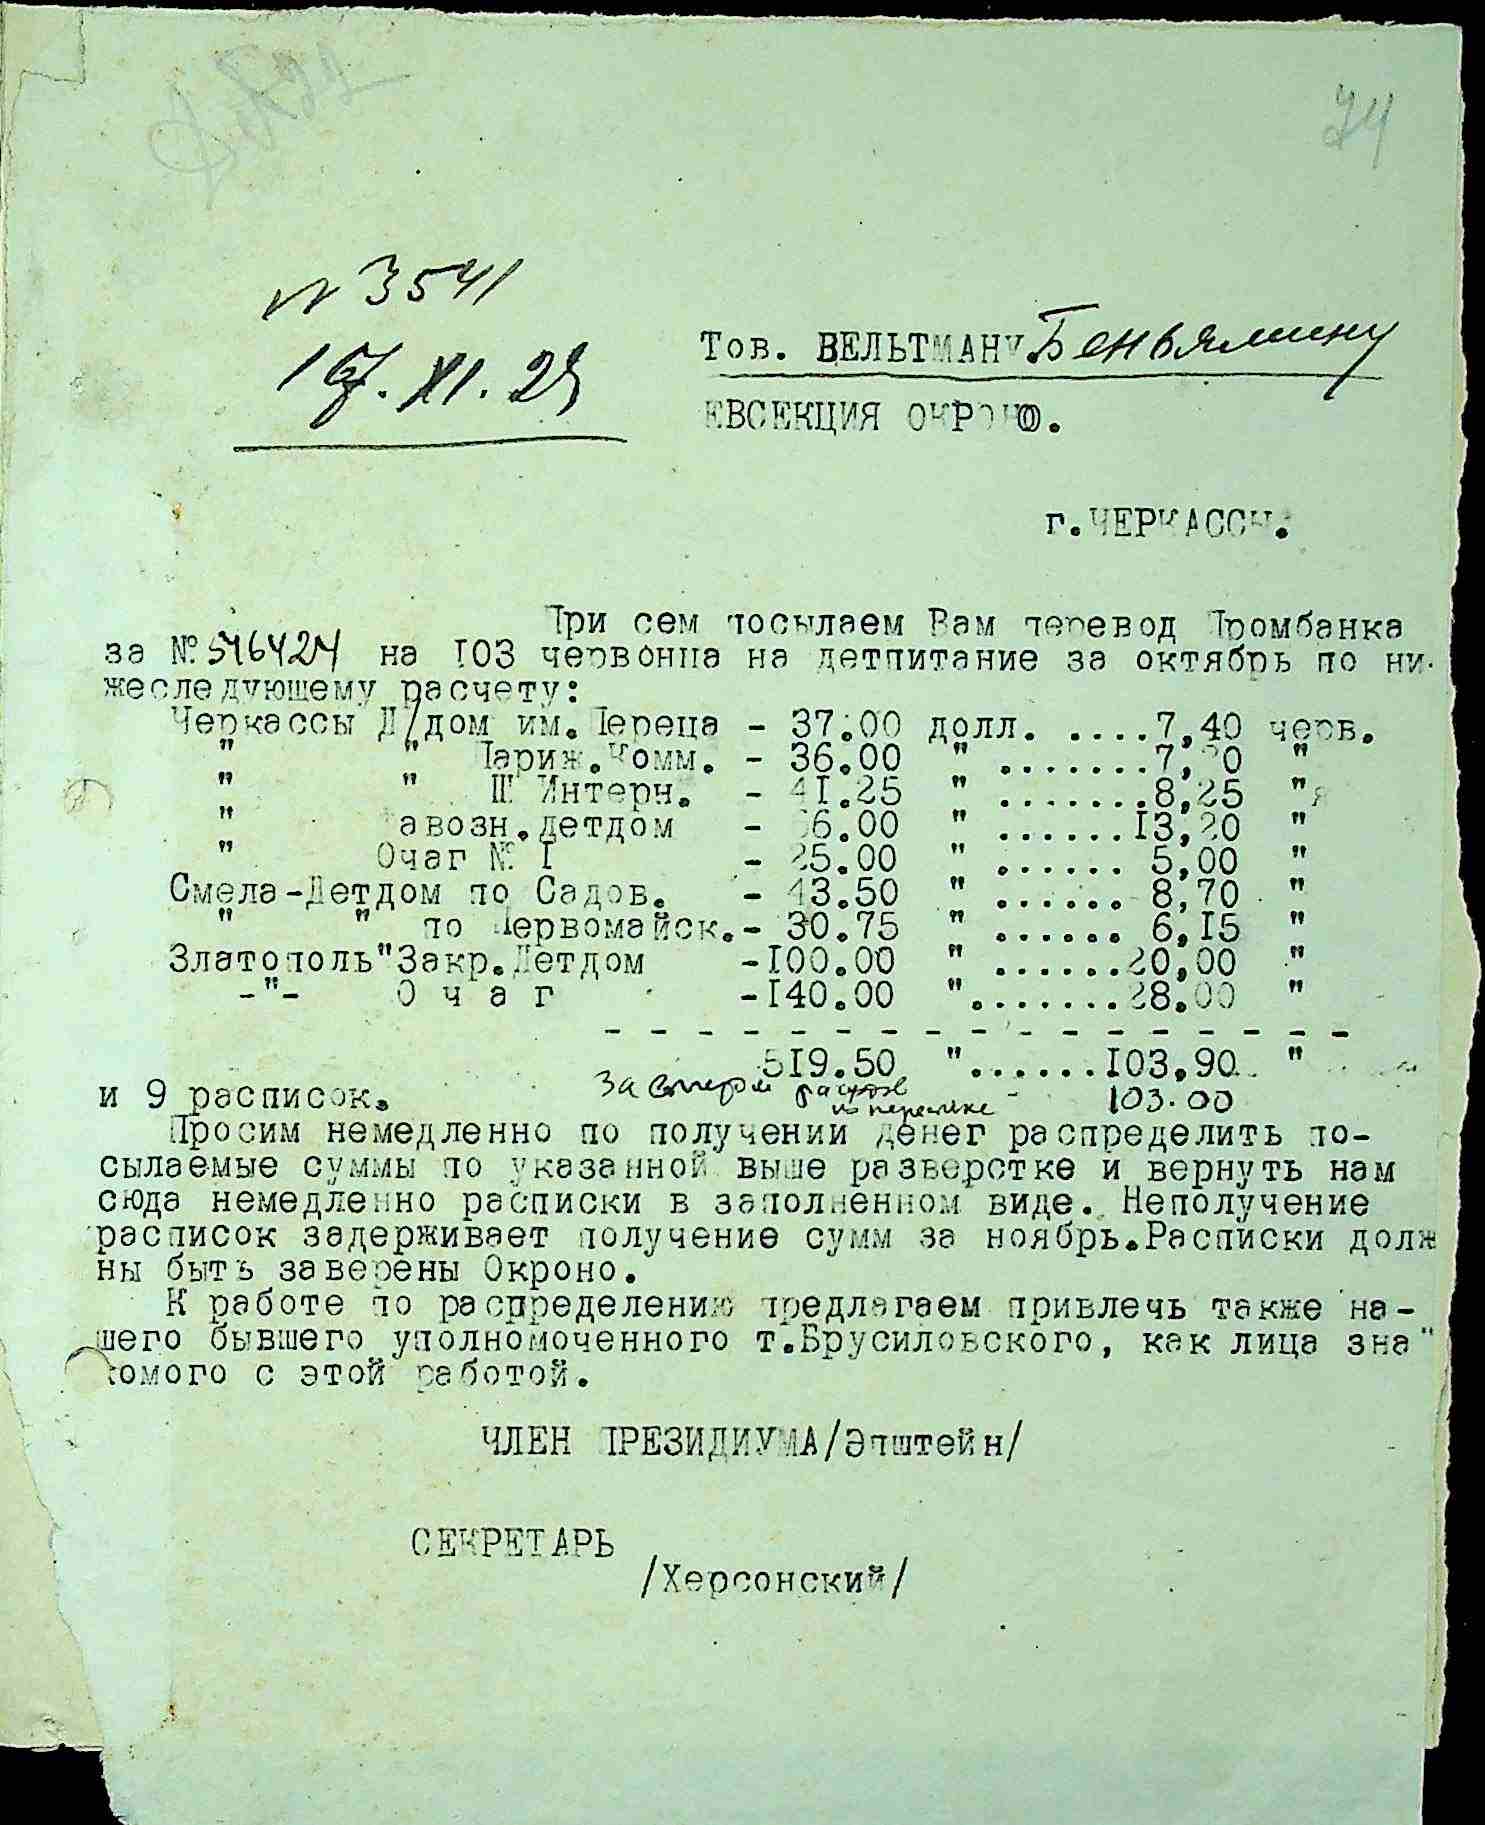 74
№ 3541
Тов. ВЕЛЬТМАНУ Беньямину
17. XI. 24
ЕВСЕКЦИЯ ОКРОНО.
г. ЧЕРКАССЫ.
При сем посылаем Вам перевод Промбанка
за № 546424 на 103 червонца на детпитание за октябрь по ни-
жеследующему расчету:
Черкассы Д/дом им. Переца - 37.00 долл. ....7,40 черв.
" " Париж.Комм. - 36.00 " .......7,20 "
" " III Интерн. - 41.25 " .......8,25 "
" авозн.детдом - 66.00 " ......13,20 "
" Очаг № I - 25.00 " ...... 5,00 "
Смела-Детдом по Садов. - 43.50 " ...... 8,70 "
" " по Первомайск.- 30.75 " ...... 6,15 "
Златополь"Закр.Детдом -100.00 " ......20,00 "
-"- О ч а г -140.00 ".......28.00 "
- - - - - - - - - - - - - - - - -
519.50 "......103,90 "
и 9 расписок. За расход - 103.00
по пересылке
Просим немедленно по получении денег распределить по-
сылаемые суммы по указанной выше разверстке и вернуть нам
сюда немедленно расписки в заполненном виде. Неполучение
расписок задерживает получение сумм за ноябрь.Расписки долж
ны быть заверены Окроно.
К работе по распределению предлагаем привлечь также на-
шего бывшего уполномоченного т.Брусиловского, как лица зна"
комого с этой работой.
ЧЛЕН ПРЕЗИДИУМА/Эпштейн/
СЕКРЕТАРЬ
/Херсонский/